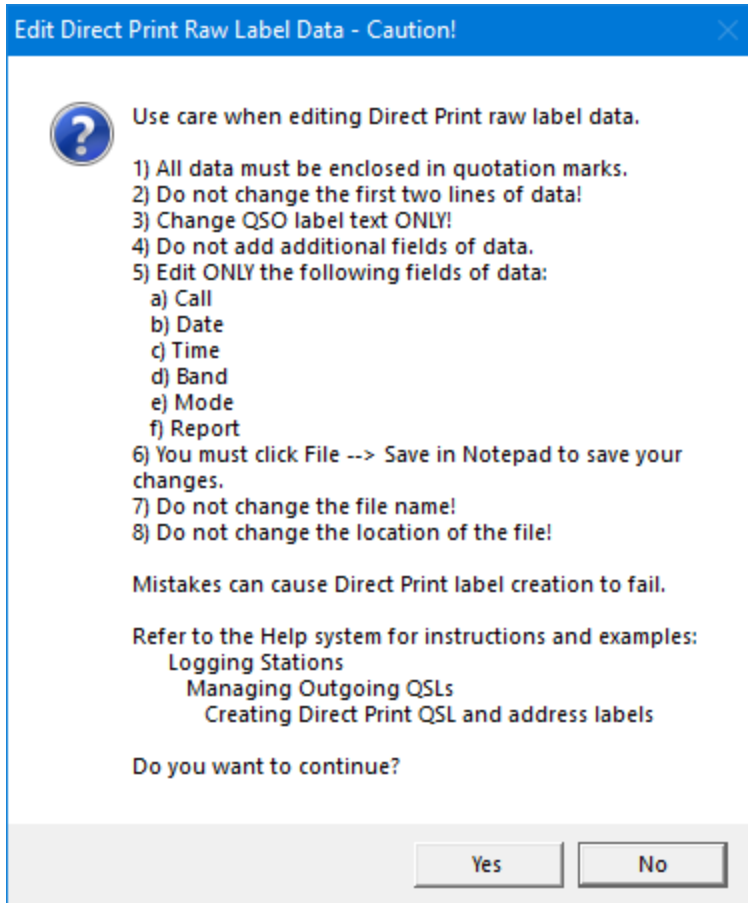 Edit Direct Print Raw Label Data - Caution!
Use care when editing Direct Print raw label data.
1) All data must be enclosed in quotation marks.
2) Do not change the first two lines of data!
3) Change QSO label text ONLY!
4) Do not add additional fields of data.
5) Edit ONLY the following fields of data:
a) Call
b) Date
c) Time
d) Band
e) Mode
f) Report
6) You must click File --> Save in Notepad to save your
changes.
7) Do not change the file name!
8) Do not change the location of the file!
Mistakes can cause Direct Print label creation to fail.
Refer to the Help system for instructions and examples:
Logging Stations
Managing Outgoing QSLs
Creating Direct Print QSL and address labels
Do you want to continue?
Yes No